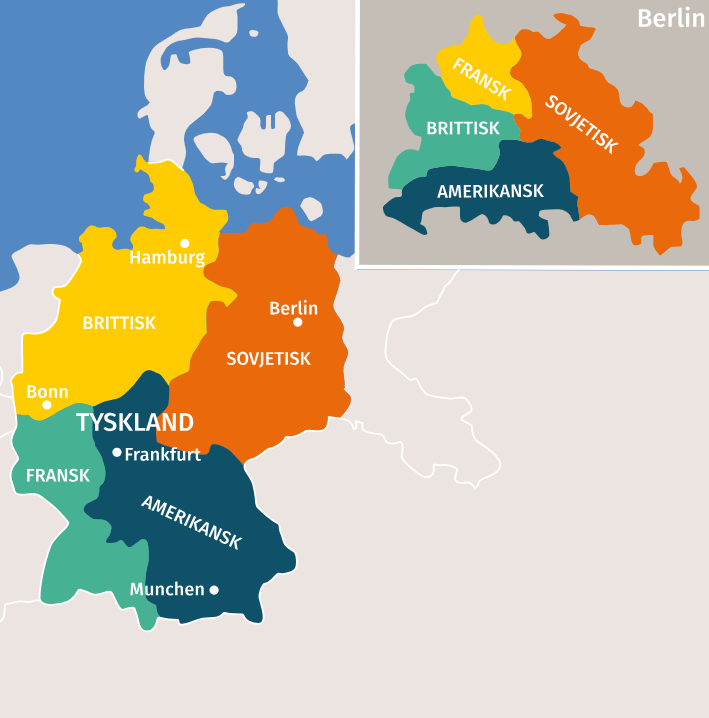 Berlin
FRANSK
SOVJETISK
BRITTISK
AMERIKANSK
Hamburg
Berlin
BRITTISK
SOVJETISK
Bonn
TYSKLAND
Frankfurt
FRANSK
AMERIKANSK
Munchen